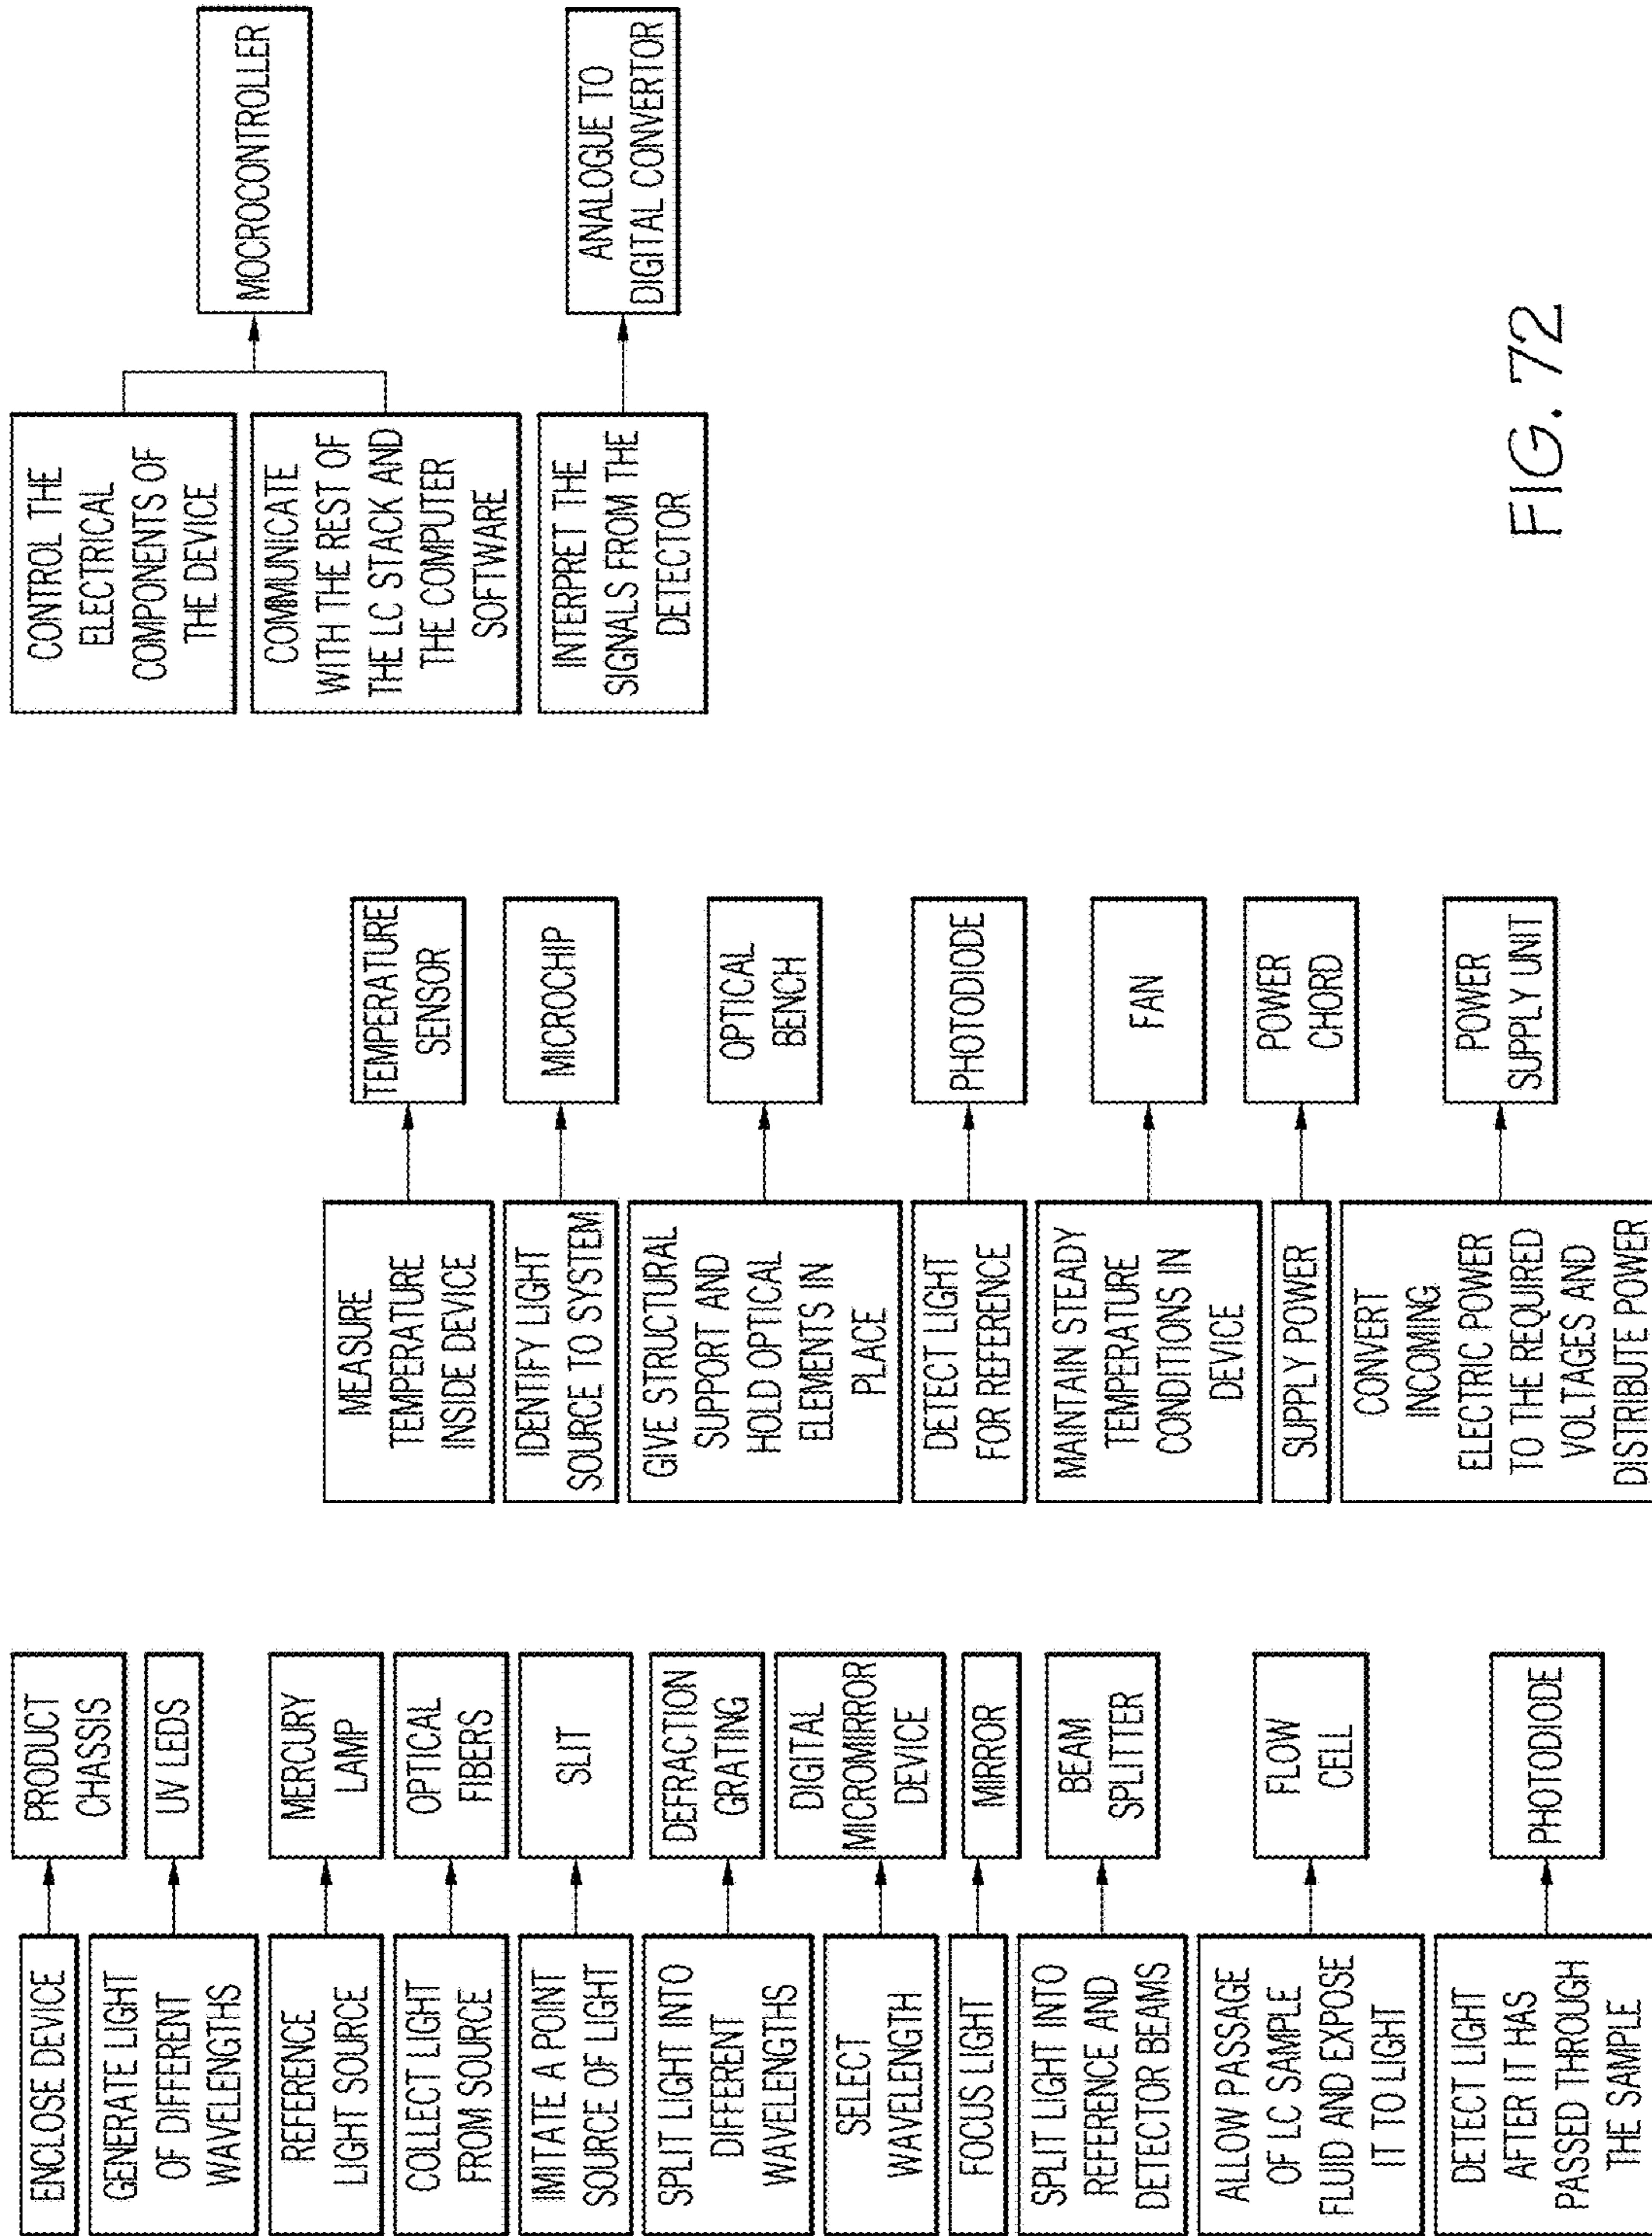 ENCLOSE DEVICE
PRODUCT
CHASSIS
GENERATE LIGHT
OF DIFFERENT
WAVELENGTHS
UV LEDS
REFERENCE
LIGHT SOURCE
MERCURY
LAMP
COLLECT LIGHT
FROM SOURCE
OPTICAL
FIBERS
IMITATE A POINT
SOURCE OF LIGHT
SLIT
SPLIT LIGHT INTO
DIFFERENT
WAVELENGTHS
DEFRACTION
GRATING
SELECT
WAVELENGTH
DIGITAL
MICROMIRROR
DEVICE
FOCUS LIGHT
MIRROR
SPLIT LIGHT INTO
REFERENCE AND
DETECTOR BEAMS
BEAM
SPLITTER
ALLOW PASSAGE
OF LC SAMPLE
FLUID AND EXPOSE
IT TO LIGHT
FLOW
CELL
DETECT LIGHT
AFTER IT HAS
PASSED THROUGH
THE SAMPLE
PHOTODIODE
MEASURE
TEMPERATURE
INSIDE DEVICE
TEMPERATURE
SENSOR
IDENTIFY LIGHT
SOURCE TO SYSTEM
MICROCHIP
GIVE STRUCTURAL
SUPPORT AND
HOLD OPTICAL
ELEMENTS IN
PLACE
OPTICAL
BENCH
DETECT LIGHT
FOR REFERENCE
PHOTODIODE
MAINTAIN STEADY
TEMPERATURE
CONDITIONS IN
DEVICE
FAN
SUPPLY POWER
POWER
CHORD
CONVERT
INCOMING
ELECTRIC POWER
TO THE REQUIRED
VOLTAGES AND
DISTRIBUTE POWER
POWER
SUPPLY UNIT
CONTROL THE
ELECTRICAL
COMPONENTS OF
THE DEVICE
COMMUNICATE
WITH THE REST OF
THE LC STACK AND
THE COMPUTER
SOFTWARE
MOCROCONTROLLER
INTERPRET THE
SIGNALS FROM THE
DETECTOR
ANALOGUE TO
DIGITAL CONVERTOR
FIG. 72